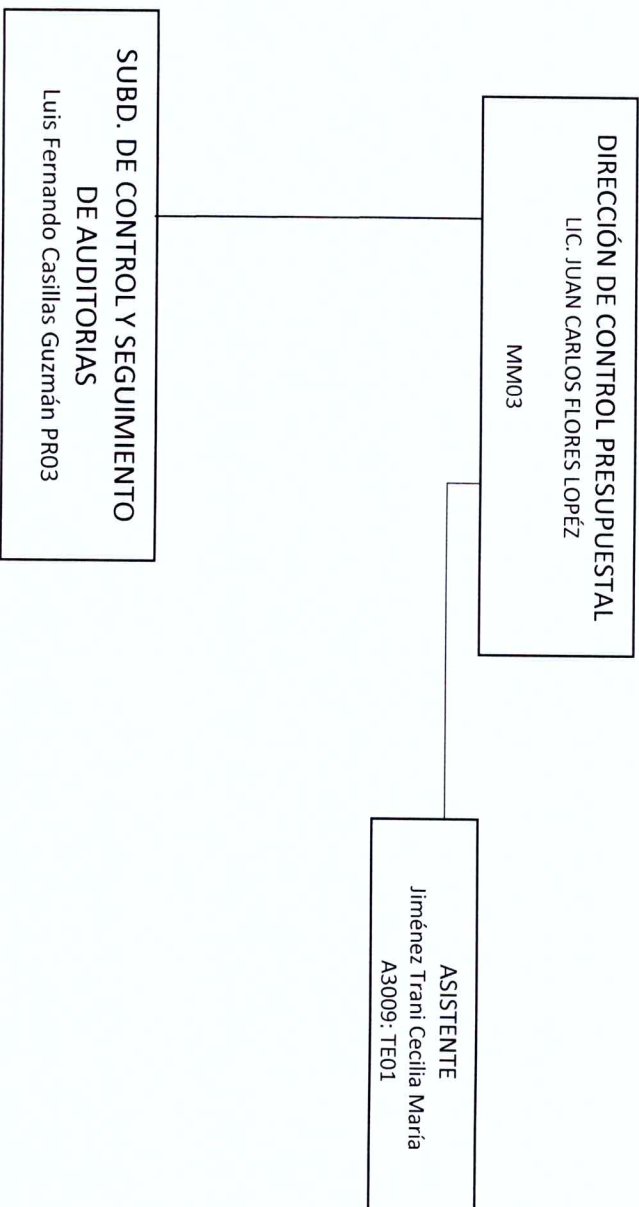 DIRECCIÓN DE CONTROL PRESUPUESTAL
LIC. JUAN CARLOS FLORES LOPÉZ
MM03
ASISTENTE
Jiménez Trani Cecilia María
A3009: TE01
SUBD. DE CONTROL Y SEGUIMIENTO
DE AUDITORIAS
Luis Fernando Casillas Guzmán PR03